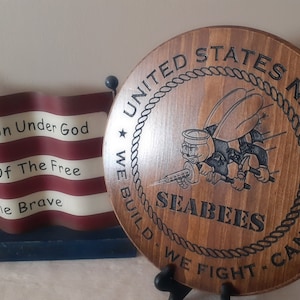 n Under God
Of The Free
e Brave
★ UNITED STATES N
SEABEES
WE BUILD · WE FIGHT · CA